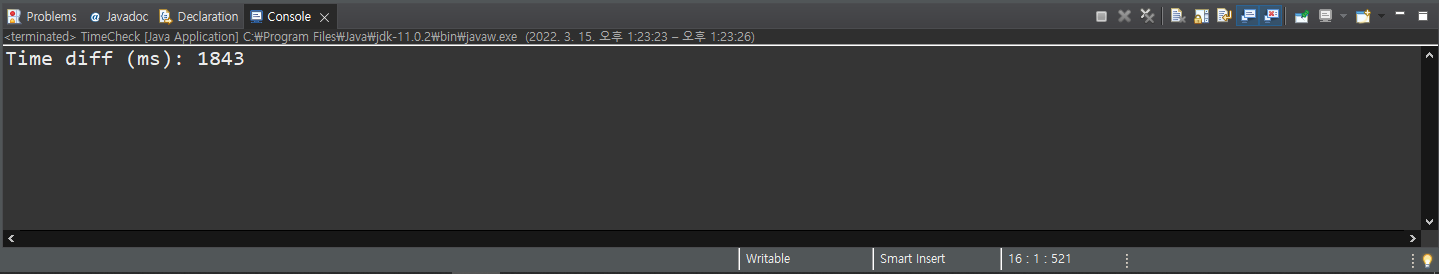 Problems @ Javadoc Declaration Console
<terminated> TimeCheck [Java Application] C:₩Program Files₩Java₩jdk-11.0.2₩bin₩javaw.exe (2022. 3. 15. 오후 1:23:23 – 오후 1:23:26)
Time diff (ms): 1843
Writable Smart Insert 16 : 1 : 521